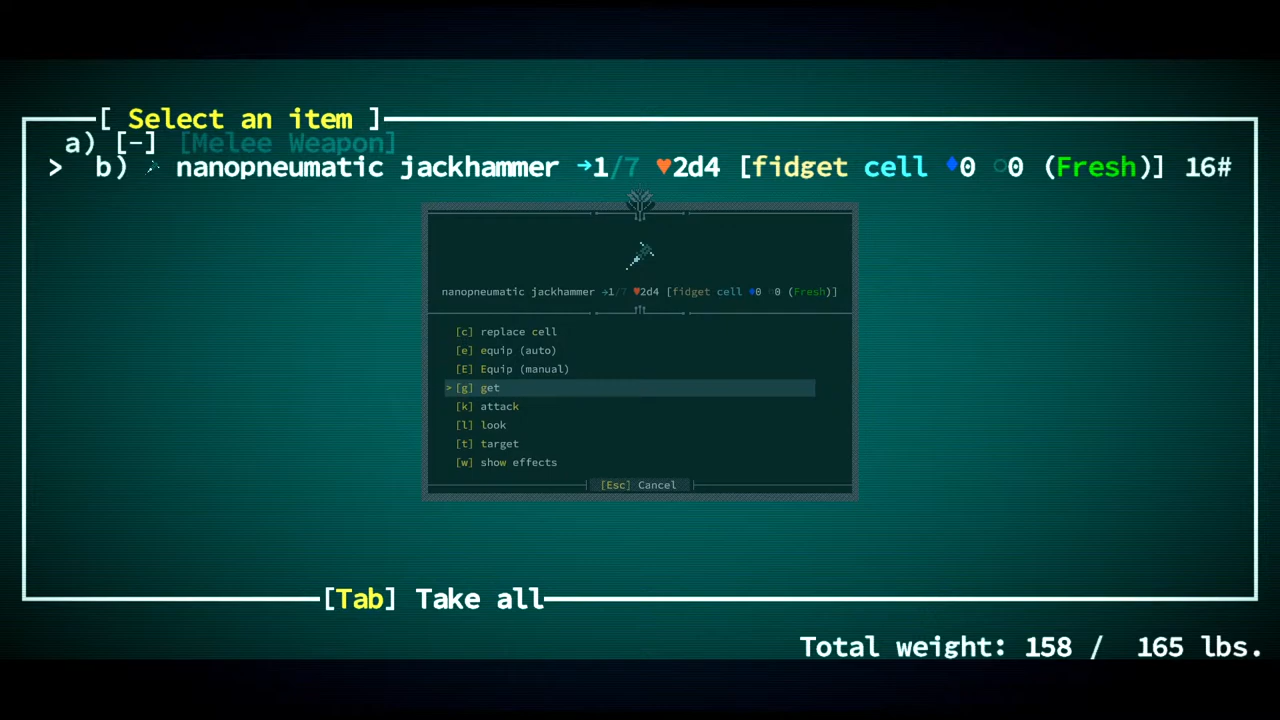 [ Select an item ]
a) [-] [Melee Weapon]
> b) nanopneumatic jackhammer →1/7 ♥2d4 [fidget cell ♦0 ○0 (Fresh)] 16#
nanopneumatic jackhammer →1/7 ♥2d4 [fidget cell ♦0 ○0 (Fresh)]
[c] replace cell
[e] equip (auto)
[E] Equip (manual)
> [g] get
[k] attack
[l] look
[t] target
[w] show effects
[Esc] Cancel
[Tab] Take all
Total weight: 158 / 165 lbs.